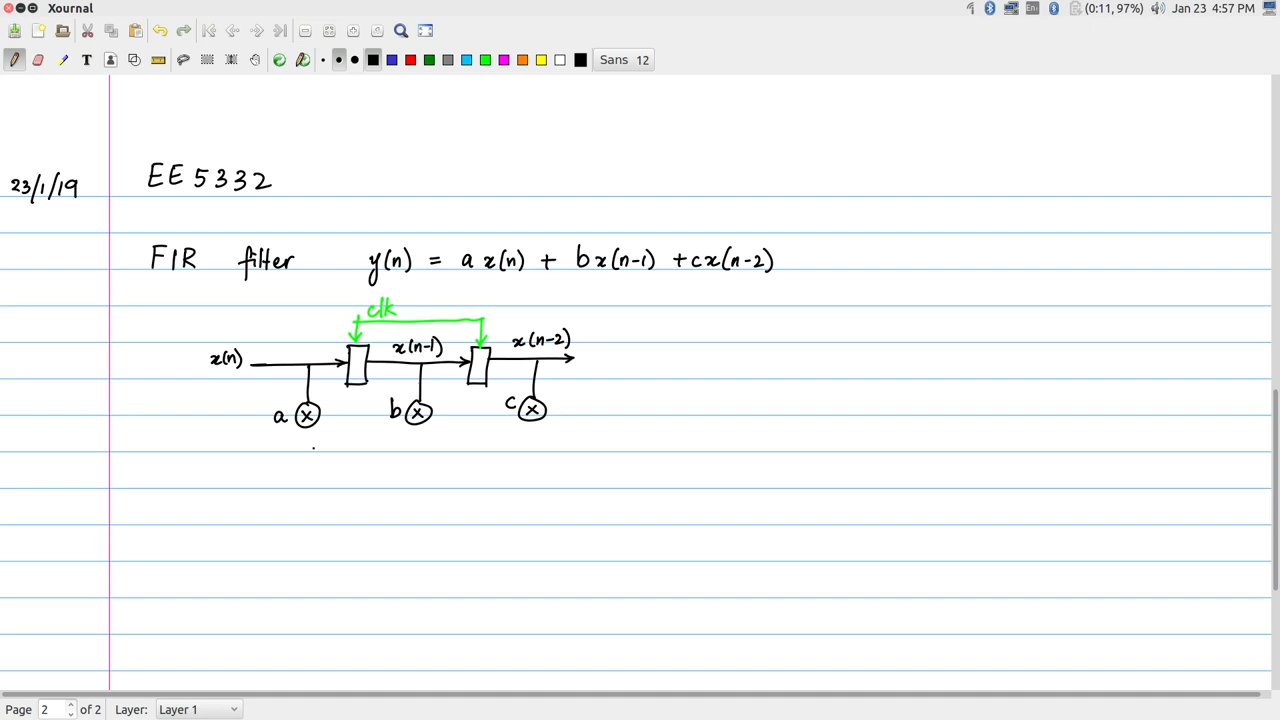 Xournal
(0:11, 97%) Jan 23 4:57 PM
T Sans 12
EE 5332
23/1/19
FIR filter y(n) = a x(n) + b x(n-1) + c x(n-2)
clk
x(n) x(n-1) x(n-2)
a x b x c x
Page 2 of 2 Layer: Layer 1